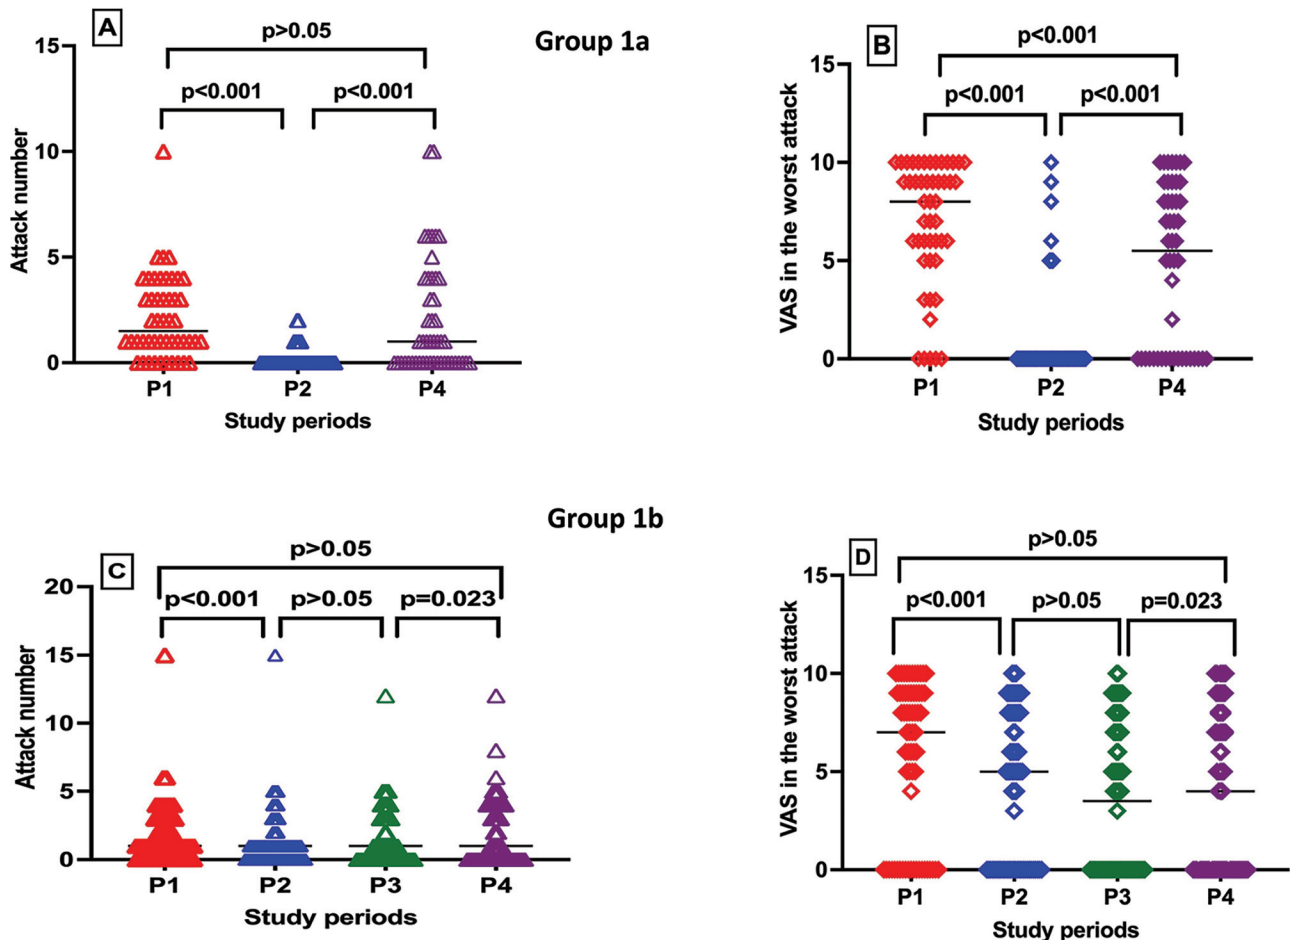 A
p>0.05
Group 1a
p<0.001
p<0.001
Attack number
15
10
5
0
P1
P2
P4
Study periods
B
p<0.001
p<0.001
p<0.001
VAS in the worst attack
15
10
5
0
P1
P2
P4
Study periods
Group 1b
C
p>0.05
p<0.001
p>0.05
p=0.023
Attack number
20
15
10
5
0
P1
P2
P3
P4
Study periods
D
p>0.05
p<0.001
p>0.05
p=0.023
VAS in the worst attack
15
10
5
0
P1
P2
P3
P4
Study periods